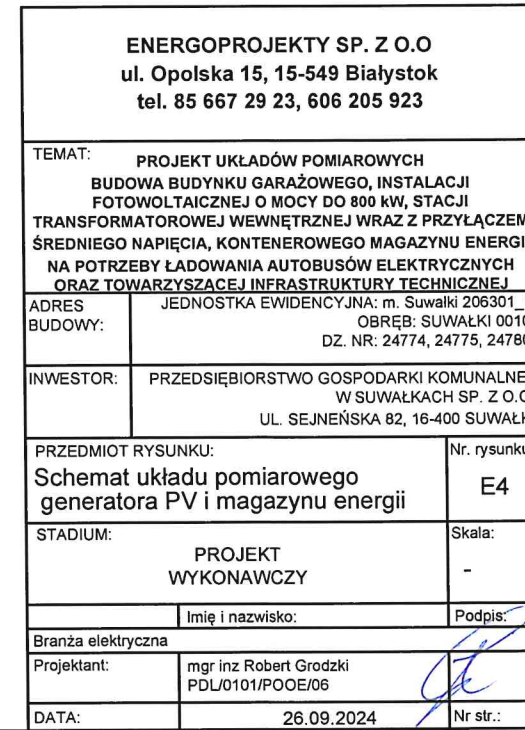 ENERGOPROJEKTY SP. Z O.O
ul. Opolska 15, 15-549 Białystok
tel. 85 667 29 23, 606 205 923
TEMAT:
PROJEKT UKŁADÓW POMIAROWYCH
BUDOWA BUDYNKU GARAŻOWEGO, INSTALACJI
FOTOWOLTAICZNEJ O MOCY DO 800 kW, STACJI
TRANSFORMATOROWEJ WEWNĘTRZNEJ WRAZ Z PRZYŁĄCZEM
ŚREDNIEGO NAPIĘCIA, KONTENEROWEGO MAGAZYNU ENERGI
NA POTRZEBY ŁADOWANIA AUTOBUSÓW ELEKTRYCZNYCH
ORAZ TOWARZYSZĄCEJ INFRASTRUKTURY TECHNICZNEJ
ADRES BUDOWY:
JEDNOSTKA EWIDENCYJNA: m. Suwałki 206301_
OBRĘB: SUWAŁKI 0010
DZ. NR: 24774, 24775, 24780
INWESTOR:
PRZEDSIĘBIORSTWO GOSPODARKI KOMUNALNE
W SUWAŁKACH SP. Z O.O
UL. SEJNEŃSKA 82, 16-400 SUWAŁK
PRZEDMIOT RYSUNKU:
Schemat układu pomiarowego
generatora PV i magazynu energii
Nr. rysunku
E4
STADIUM:
PROJEKT
WYKONAWCZY
Skala:
-
Imię i nazwisko:
Podpis:
Branża elektryczna
Projektant:
mgr inz Robert Grodzki
PDL/0101/POOE/06
DATA:
26.09.2024
Nr str.: